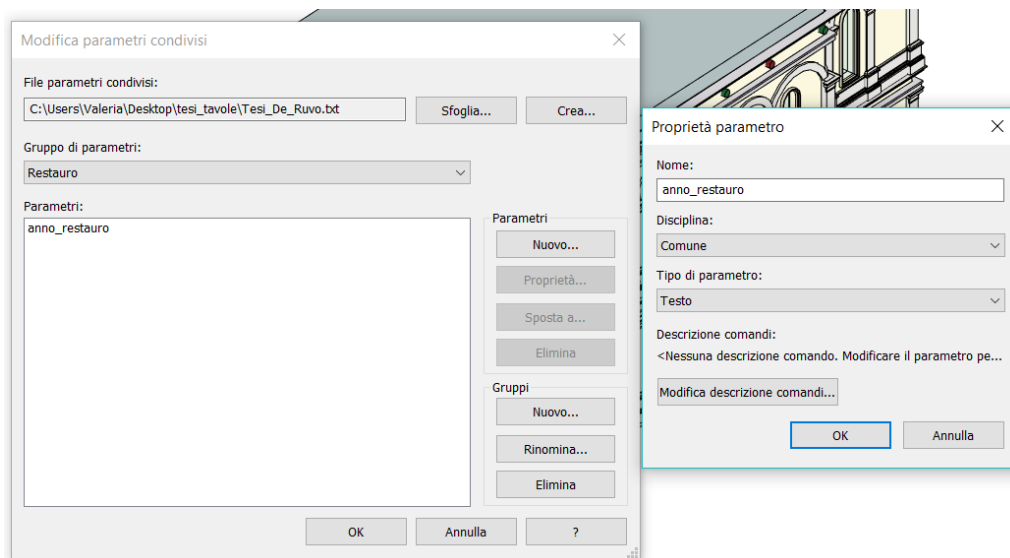 Modifica parametri condivisi
File parametri condivisi:
C:\Users\Valeria\Desktop\tesi_tavole\Tesi_De_Ruvo.txt
Sfoglia...
Crea...
Gruppo di parametri:
Restauro
Parametri:
anno_restauro
Parametri
Nuovo...
Proprietà...
Sposta a...
Elimina
Gruppi
Nuovo...
Rinomina...
Elimina
OK
Annulla
?
Proprietà parametro
Nome:
anno_restauro
Disciplina:
Comune
Tipo di parametro:
Testo
Descrizione comandi:
<Nessuna descrizione comando. Modificare il parametro pe...
Modifica descrizione comandi...
OK
Annulla